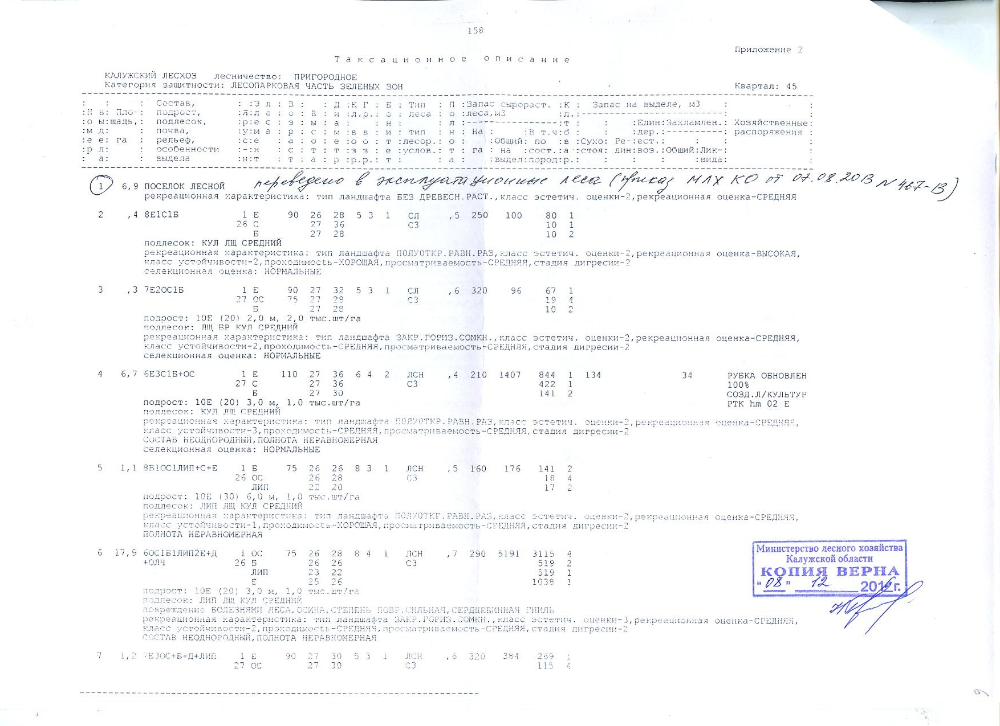 158
Приложение 2
Таксационное описание
КАЛУЖСКИЙ ЛЕСХОЗ лесничество: ПРИГОРОДНОЕ
Категория защитности: ЛЕСОПАРКОВАЯ ЧАСТЬ ЗЕЛЕНЫХ ЗОН Квартал: 45
: : : Состав, : :Э л : В : : Д :К Г : Б : Тип : П :Запас сырораст. :К : Запас на выделе, м3 : :
:Н в: Пло-: подрост, :Я:л е : о : В : и :л.р.: о : леса : о :леса,м3 :л.:-------------------------: :
:о ы:щадь,: подлесок, :р:е с : з : ы : а : : н : : л :----------------:т : : :Един:Захламлен.: Хозяйственные:
:м д: : почва, :у:м а : р : с : м :в в : и : тип : н : На : :В т.ч:о : : :дер.:----------: распоряжения :
:е е: га : рельеф, :с:е : а : о : е :о о : т :лесор.: о : :Общий: по :в :Сухо: Ре-:ест.: : : :
:р л: : особенности :-:н : с : т : т :з з : е :услов.: т : га : на :сост.:а :стоя: дин:воз.:Общий:Лик-: :
: а: : выдела :н:т : т : а : р :р.р.: т : : а : :выдел:пород:р.: : : : :вида: :
1 6,9 ПОСЕЛОК ЛЕСНОЙ переведено в эксплуатационные леса (приказ МЛХ КО от 07.08.2013 N 467-13)
рекреационная характеристика: тип ландшафта БЕЗ ДРЕВЕСН.РАСТ.,класс эстетич. оценки-2,рекреационная оценка-СРЕДНЯЯ
2 ,4 8Е1С1Б 1 Е 90 26 28 5 3 1 СЛ ,5 250 100 80 1
26 С 27 36 С3 10 1
Б 27 28 10 2
подлесок: КУЛ ЛЩ СРЕДНИЙ
рекреационная характеристика: тип ландшафта ПОЛУОТКР.РАВН.РАЗ,класс эстетич. оценки-2,рекреационная оценка-ВЫСОКАЯ,
класс устойчивости-2,проходимость-ХОРОШАЯ,просматриваемость-СРЕДНЯЯ,стадия дигрессии-2
селекционная оценка: НОРМАЛЬНЫЕ
3 ,3 7Е2ОС1Б 1 Е 90 27 32 5 3 1 СЛ ,6 320 96 67 1
27 ОС 75 27 28 С3 19 4
Б 27 28 10 2
подрост: 10Е (20) 2,0 м, 2,0 тыс.шт/га
подлесок: ЛЩ БР КУЛ СРЕДНИЙ
рекреационная характеристика: тип ландшафта ЗАКР.ГОРИЗ.СОМКН.,класс эстетич. оценки-2,рекреационная оценка-СРЕДНЯЯ,
класс устойчивости-2,проходимость-СРЕДНЯЯ,просматриваемость-СРЕДНЯЯ,стадия дигресии-2
селекционная оценка: НОРМАЛЬНЫЕ
4 6,7 6Е3С1Б+ОС 1 Е 110 27 36 6 4 2 ЛСН ,4 210 1407 844 1 134 34 РУБКА ОБНОВЛЕН
27 С 27 36 С3 422 1 100%
Б 27 30 141 2 СОЗД.Л/КУЛЬТУР
подрост: 10Е (20) 3,0 м, 1,0 тыс.шт/га РТК hm 02 Е
подлесок: КУЛ ЛЩ СРЕДНИЙ
рекреационная характеристика: тип ландшафта ПОЛУОТКР.РАВН.РАЗ,класс эстетич. оценки-2,рекреационная оценка-СРЕДНЯЯ,
класс устойчивости-3,проходимость-СРЕДНЯЯ,просматриваемость-СРЕДНЯЯ,стадия дигресии-2
СОСТАВ НЕОДНОРОДНЫЙ,ПОЛНОТА НЕРАВНОМЕРНАЯ
селекционная оценка: НОРМАЛЬНЫЕ
5 1,1 8Б1ОС1ЛИП+С+Е 1 Б 75 26 26 8 3 1 ЛСН ,5 160 176 141 2
26 ОС 26 28 С3 18 4
ЛИП 22 20 17 2
подрост: 10Е (30) 6,0 м, 1,0 тыс.шт/га
подлесок: ЛИП ЛЩ КУЛ СРЕДНИЙ
рекреационная характеристика: тип ландшафта ПОЛУОТКР.РАВН.РАЗ,класс эстетич. оценки-2,рекреационная оценка-СРЕДНЯЯ,
класс устойчивости-1,проходимость-ХОРОШАЯ,просматриваемость-СРЕДНЯЯ,стадия дигресии-2
ПОЛНОТА НЕРАВНОМЕРНАЯ
6 17,9 6ОС1Б1ЛИП2Е+Д 1 ОС 75 26 28 8 4 1 ЛСН ,7 290 5191 3115 4
+ОЛЧ 26 Б 26 26 С3 519 2
ЛИП 23 22 519 1
Е 25 26 1038 1
подрост: 10Е (20) 3,0 м, 1,0 тыс.шт/га
подлесок: ЛИП ЛЩ КУЛ СРЕДНИЙ
повреждение БОЛЕЗНЯМИ ЛЕСА,ОСИНА,СТЕПЕНЬ ПОВР.СИЛЬНАЯ,СЕРДЦЕВИННАЯ ГНИЛЬ
рекреационная характеристика: тип ландшафта ЗАКР.ГОРИЗ.СОМКН.,класс эстетич. оценки-3,рекреационная оценка-СРЕДНЯЯ,
класс устойчивости-2,проходимость-СРЕДНЯЯ,просматриваемость-СРЕДНЯЯ,стадия дигресии-2
СОСТАВ НЕОДНОРОДНЫЙ,ПОЛНОТА НЕРАВНОМЕРНАЯ
7 1,2 7Е3ОС+Б+Д+ЛИП 1 Е 90 27 30 5 3 1 ЛСН ,6 320 384 269 1
27 ОС 27 30 С3 115 4
Министерство лесного хозяйства
Калужской области
КОПИЯ ВЕРНА
"08" 12 2016г.